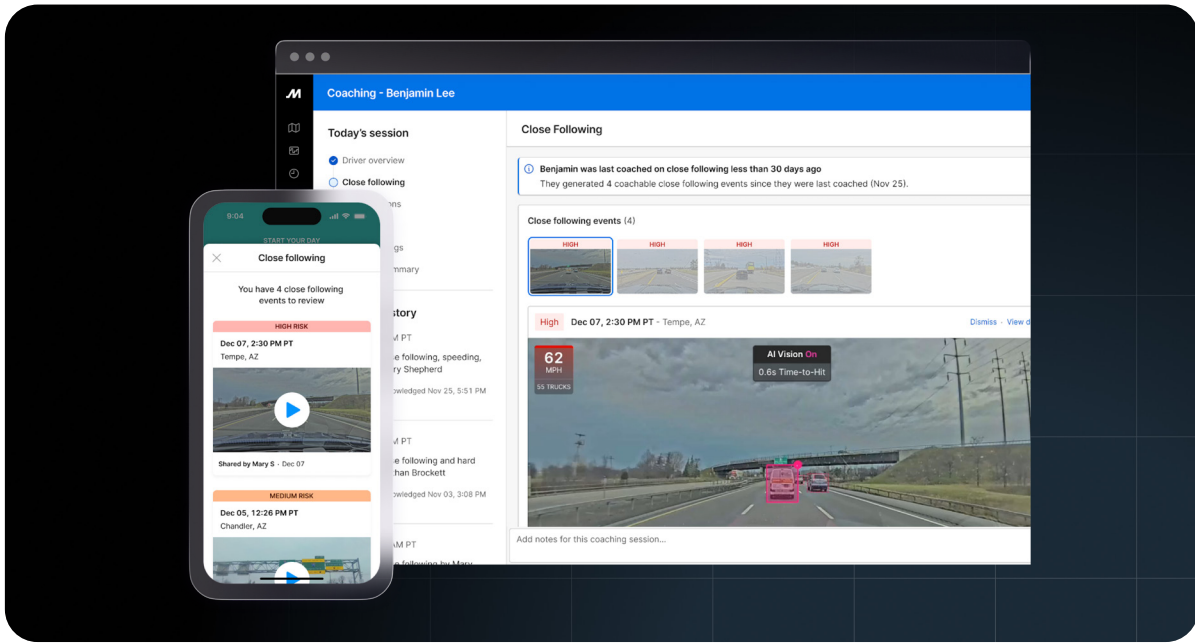 Coaching - Benjamin Lee
Today's session
Driver overview
Close following
ons
gs
mmary
story
M PT
e following, speeding,
ry Shepherd
owledged Nov 25, 5:51 PM
M PT
e following and hard
than Brockett
owledged Nov 03, 3:08 PM
AM PT
e following by Mary
Close Following
Benjamin was last coached on close following less than 30 days ago
They generated 4 coachable close following events since they were last coached (Nov 25).
Close following events (4)
HIGH
HIGH
HIGH
HIGH
High Dec 07, 2:30 PM PT - Tempe, AZ
Dismiss · View d
62
MPH
55 TRUCKS
AI Vision On
0.6s Time-to-Hit
Add notes for this coaching session...
9:04
START YOUR DAY
Close following
You have 4 close following
events to review
HIGH RISK
Dec 07, 2:30 PM PT
Tempe, AZ
Shared by Mary S · Dec 07
MEDIUM RISK
Dec 05, 12:26 PM PT
Chandler, AZ